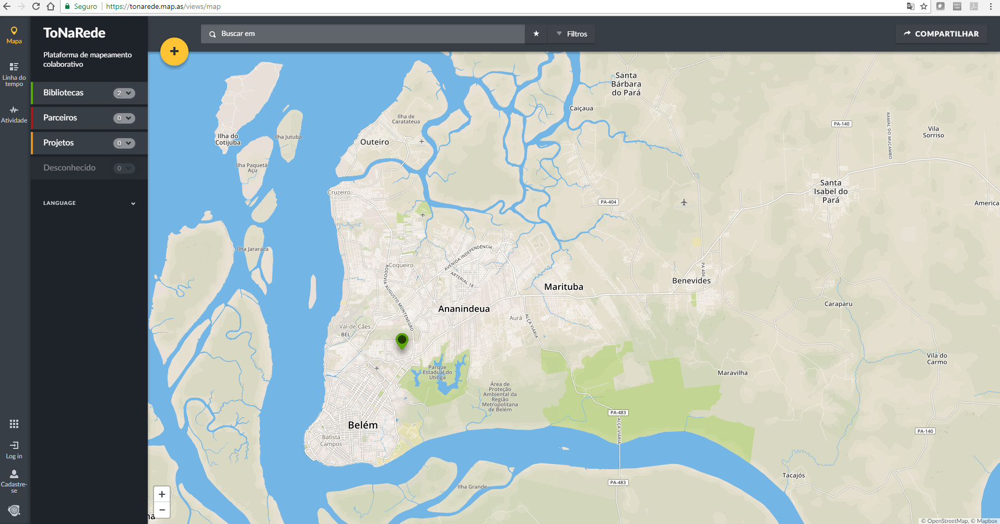 Seguro
https://tonarede.map.as/views/map
Mapa
Linha do
tempo
Atividade
Log in
Cadastre-
se
ToNaRede
Plataforma de mapeamento
colaborativo
Bibliotecas 2
Parceiros 0
Projetos 0
Desconhecido 0
LANGUAGE
+
Buscar em
Filtros
COMPARTILHAR
Santa
Bárbara
do Pará
Caiçaua
Ilha de
Caratateua
PA-140
RAMAL DO MUCAMBO
Vila
Sorriso
Ilha do
Cotijuba
Ilha Jutuba
Outeiro
Ilha Paquetá-
Açu
Cruzeiro
Santa
Isabel do
Pará
PA-404
America
Ilha Jararaca
AVENIDA INDEPENDÊNCIA
Coqueiro
RODOVIA AUGUSTO MONTENEGRO
ARTERIAL 18
PA 406
Benevides
Marituba
Ananindeua
Caraparu
Aurá
ALÇA VIÁRIA
Val-de-Cães
BEL
Vila do
Carmo
Parque
Estadual do
Utinga
Maravilha
Área de
Proteção
Ambiental da
Região
Metropolitana
de Belém
PA-483
ALÇA VIÁRIA
Belém
PA-140
Batista
Campos
Tacajós
PA-483
Ilha Grande
+
−
na
© OpenStreetMap, © Mapbox